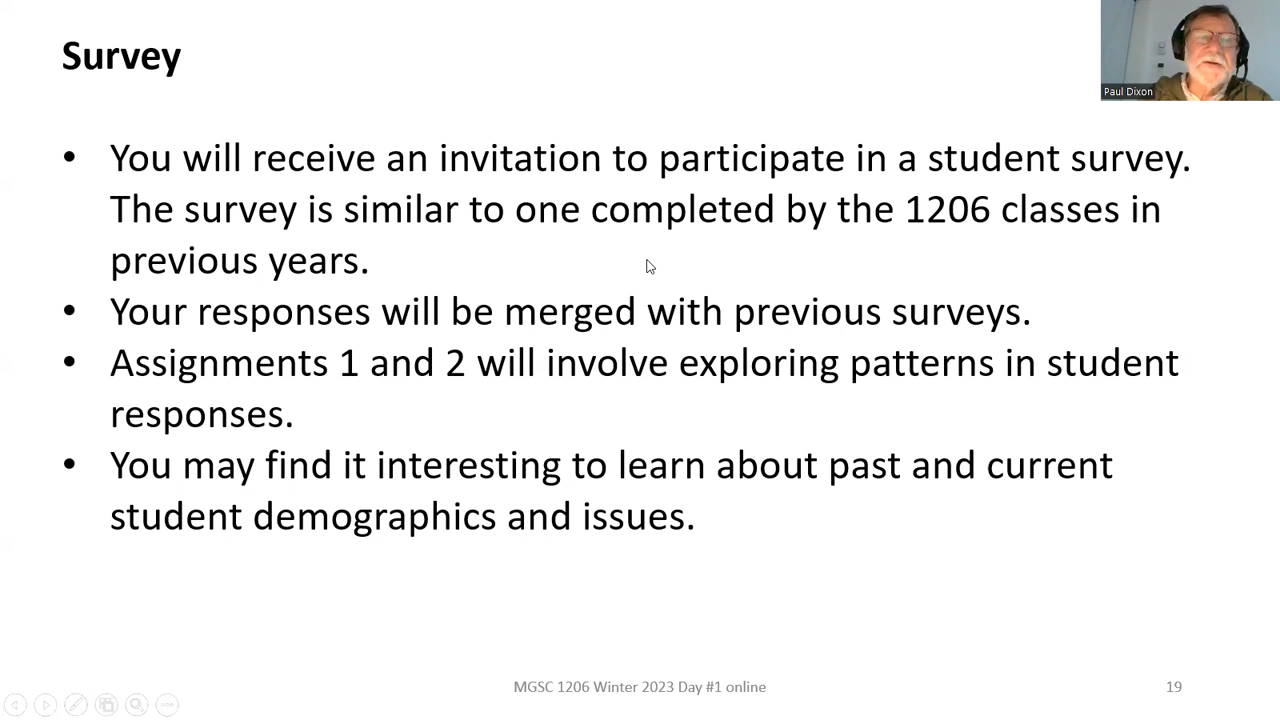 Survey
Paul Dixon
• You will receive an invitation to participate in a student survey.
The survey is similar to one completed by the 1206 classes in
previous years.
• Your responses will be merged with previous surveys.
• Assignments 1 and 2 will involve exploring patterns in student
responses.
• You may find it interesting to learn about past and current
student demographics and issues.
MGSC 1206 Winter 2023 Day #1 online
19